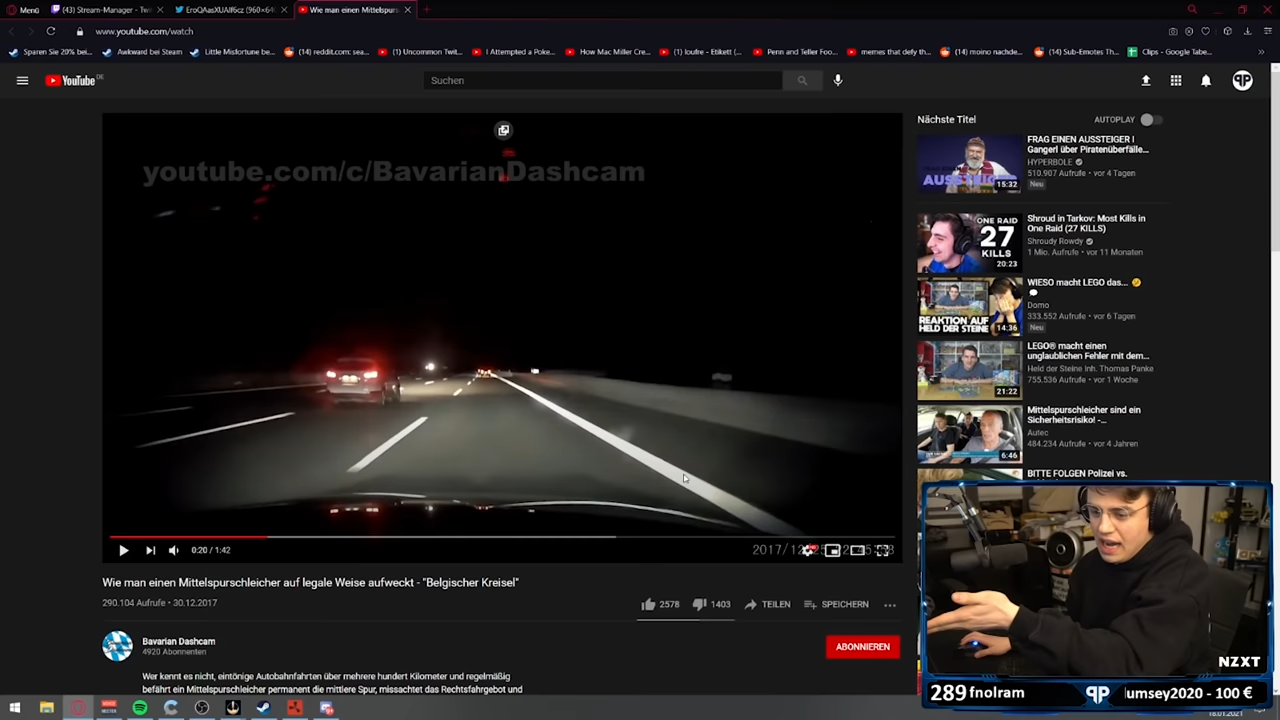 Menü
(43) Stream-Manager - Twi
EroQAasXUAIf6cz (960×64
Wie man einen Mittelspurs
www.youtube.com/watch
Sparen Sie 20% bei...
Awkward bei Steam
Little Misfortune be...
(14) reddit.com: sea...
(1) Uncommon Twit...
I Attempted a Poke...
How Mac Miller Cre...
(1) loufre - Etikett (...
Penn and Teller Foo...
memes that defy th...
(14) moino nachde...
(14) Sub-Emotes Th...
Clips - Google Tabe...
YouTube DE
Suchen
youtube.com/c/BavarianDashcam
0:20 / 1:42
Wie man einen Mittelspurschleicher auf legale Weise aufweckt - "Belgischer Kreisel"
290.104 Aufrufe • 30.12.2017
2578
1403
TEILEN
SPEICHERN
Bavarian Dashcam
4920 Abonnenten
ABONNIEREN
Wer kennt es nicht, eintönige Autobahnfahrten über mehrere hundert Kilometer und regelmäßig
befährt ein Mittelspurschleicher permanent die mittlere Spur, missachtet das Rechtsfahrgebot und
Nächste Titel
AUTOPLAY
AUSSTEIGER
15:32
FRAG EINEN AUSSTEIGER |
Gangerl über Piratenüberfälle...
HYPERBOLE
510.907 Aufrufe • vor 4 Tagen
Neu
ONE RAID
27
KILLS
20:23
Shroud in Tarkov: Most Kills in
One Raid (27 KILLS)
Shroudy Rowdy
1 Mio. Aufrufe • vor 11 Monaten
REAKTION AUF
HELD DER STEINE
14:36
WIESO macht LEGO das...
Domo
333.552 Aufrufe • vor 6 Tagen
Neu
21:22
LEGO® macht einen
unglaublichen Fehler mit dem...
Held der Steine Inh. Thomas Panke
755.536 Aufrufe • vor 1 Woche
6:46
Mittelspurschleicher sind ein
Sicherheitsrisiko! -...
Autec
484.234 Aufrufe • vor 4 Jahren
BITTE FOLGEN Polizei vs.
NZXT
289 fnolram
umsey2020 - 100 €
18.01.2021